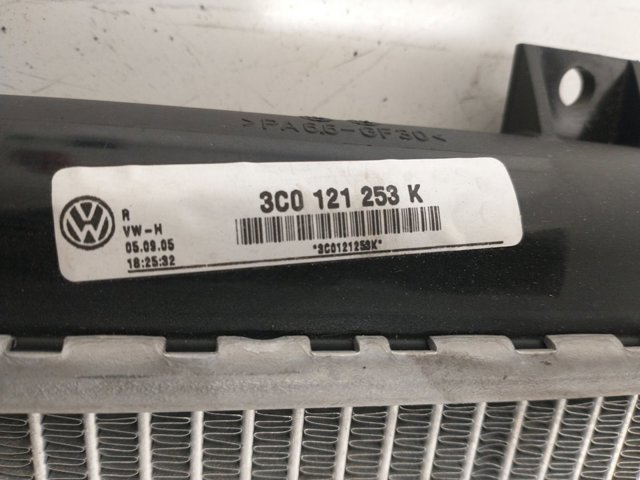 >PA66-GF30<
3C0 121 253 K
R
VW-H
05.09.05
18:25:32
*3C0121253K*